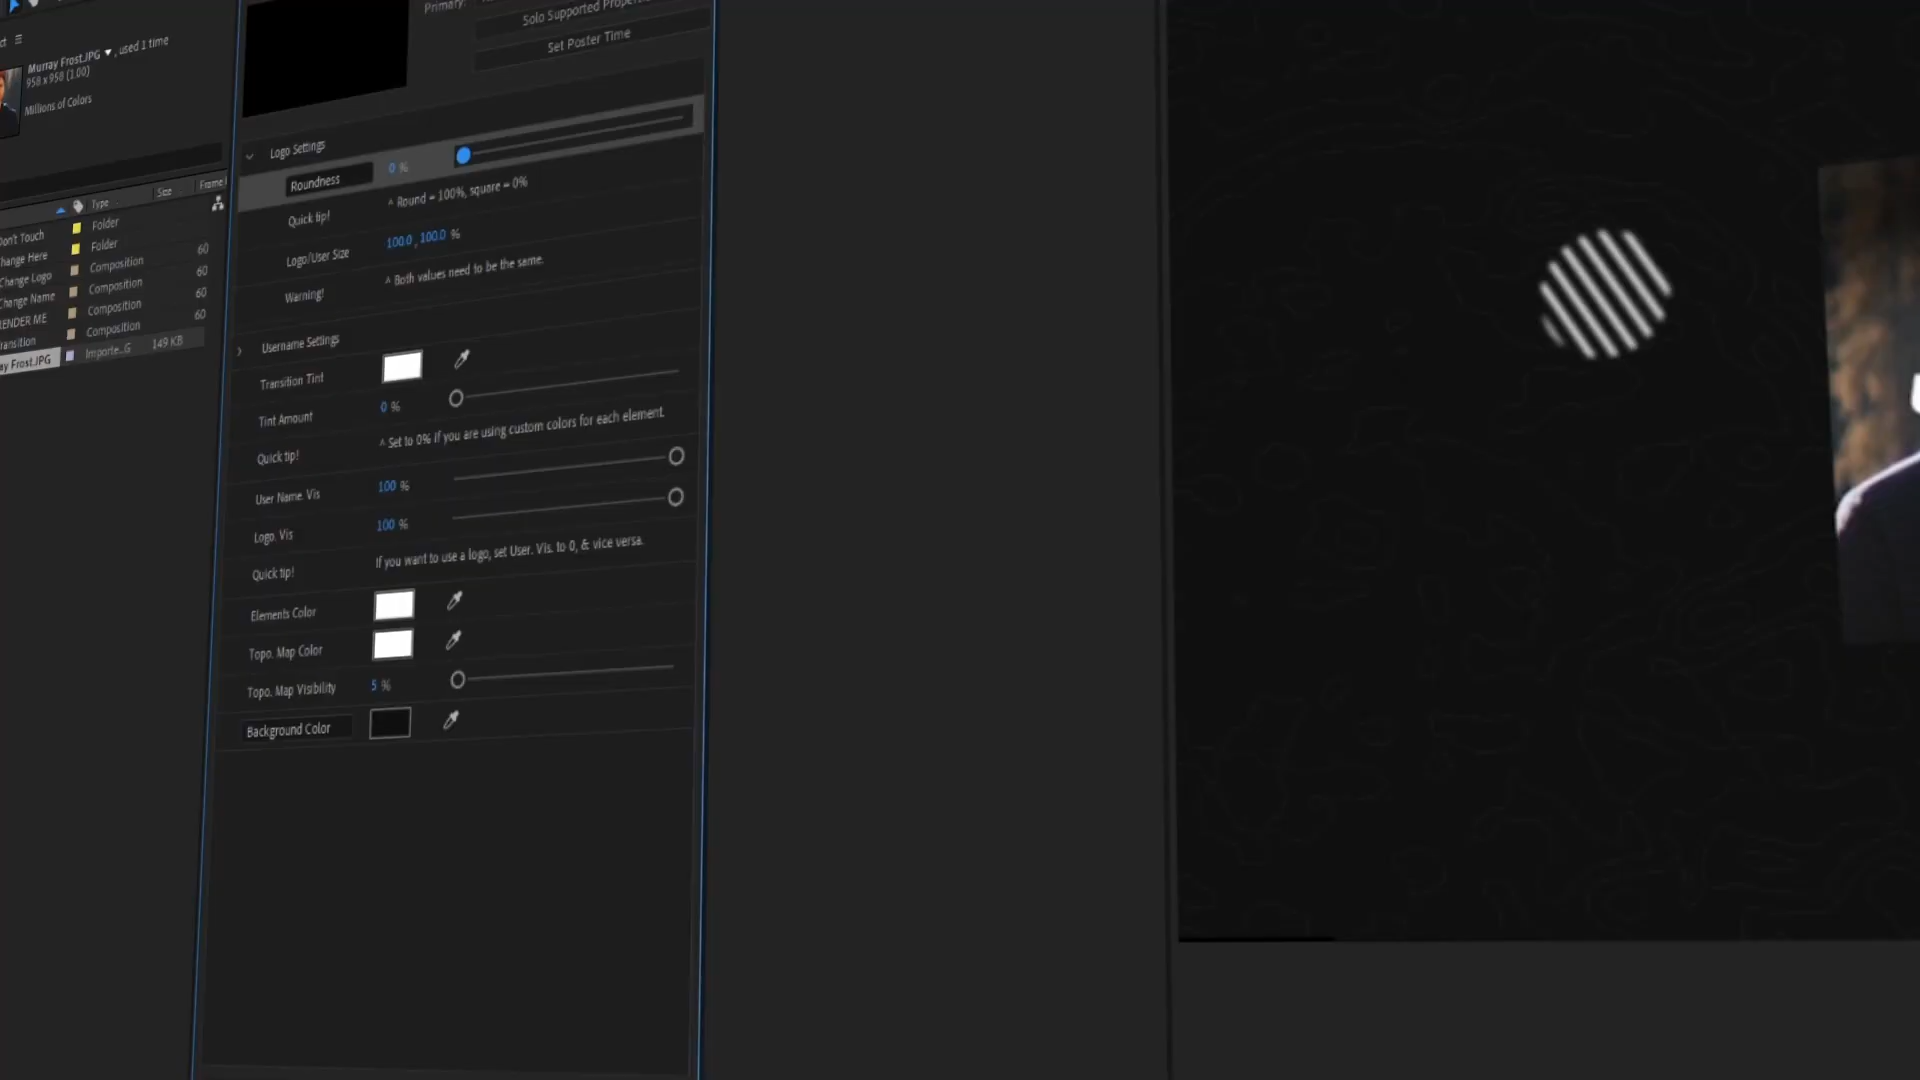 Murray Frost.JPG ▾ , used 1 time
958 x 958 (1.00)
Millions of Colors
Type
Size
Don't Touch Folder
Change Here Folder
Change Logo Composition 60
Change Name Composition 60
RENDER ME Composition 60
Composition 60
Frost.JPG Importe...G 149 KB
Primary:
Solo Supported
Set Poster Time
Logo Settings
Roundness 0 %
Quick tip! ^ Round = 100%, square = 0%
Logo/User Size 100.0 , 100.0 %
Warning! ^ Both values need to be the same.
Username Settings
Transition Tint
Tint Amount 0 %
Quick tip! ^ Set to 0% if you are using custom colors for each element.
User Name. Vis 100 %
Logo. Vis 100 %
Quick tip! If you want to use a logo, set User. Vis. to 0, & vice versa.
Elements Color
Topo. Map Color
Topo. Map Visibility 5 %
Background Color